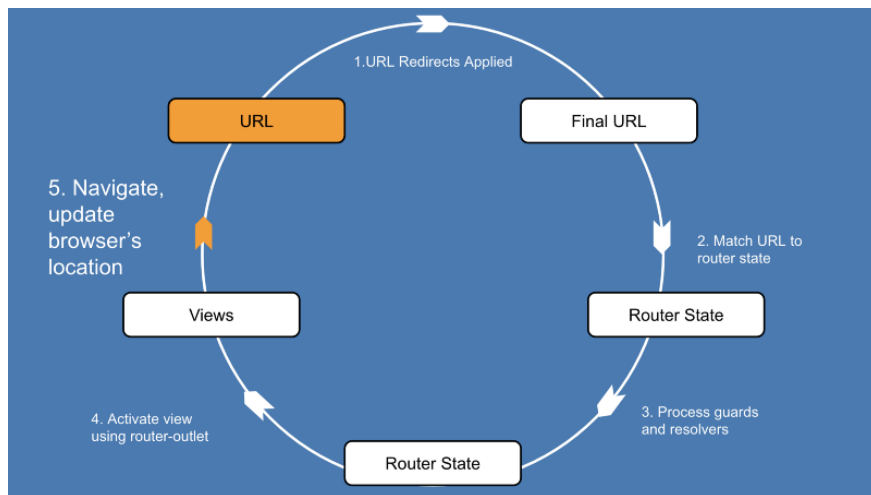 1.URL Redirects Applied
URL
Final URL
5. Navigate,
update
browser’s
location
2. Match URL to
router state
Views
Router State
4. Activate view
using router-outlet
3. Process guards
and resolvers
Router State